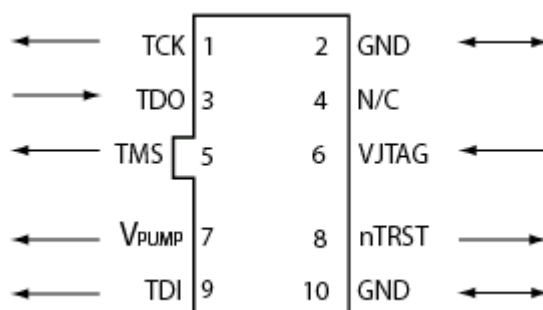 TCK 1 2 GND
TDO 3 4 N/C
TMS 5 6 VJTAG
VPUMP 7 8 nTRST
TDI 9 10 GND